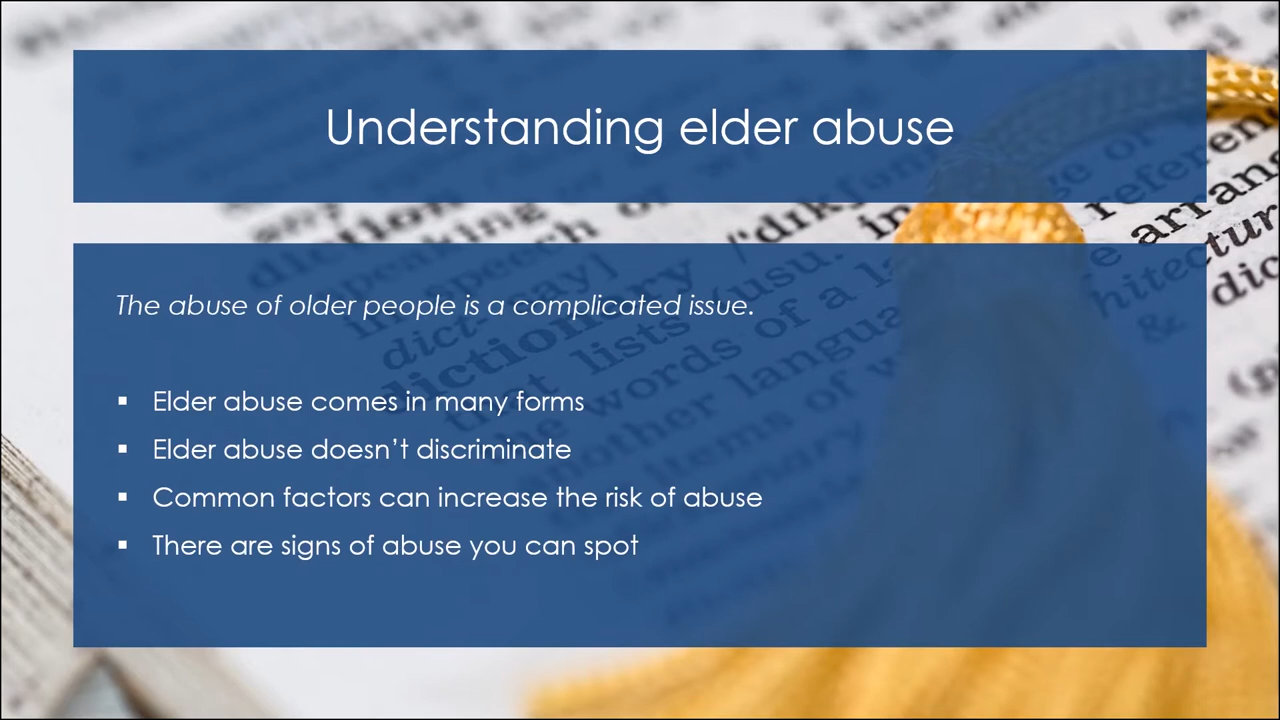 Understanding elder abuse
The abuse of older people is a complicated issue.
▪ Elder abuse comes in many forms
▪ Elder abuse doesn’t discriminate
▪ Common factors can increase the risk of abuse
▪ There are signs of abuse you can spot